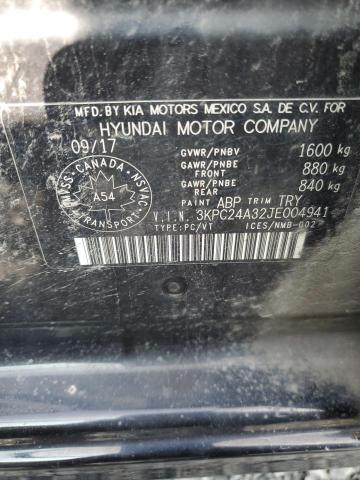 MFD. BY KIA MOTORS MEXICO S.A. DE C.V. FOR
HYUNDAI MOTOR COMPANY
09/17
GVWR/PNBV 1600 kg
GAWR/PNBE FRONT 880 kg
GAWR/PNBE REAR 840 kg
CANADA
CMVSS · NSVAC
A54
TRANSPORT
PAINT ABP TRIM TRY
V.I.N. 3KPC24A32JE004941
TYPE:PC/VT ICES/NMB-002